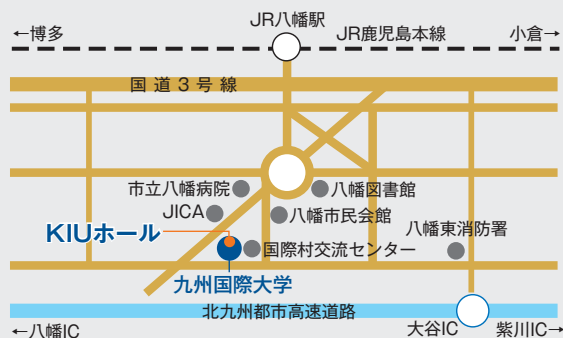 JR八幡駅
←博多
JR鹿児島本線
小倉→
国道3号線
市立八幡病院
八幡図書館
JICA
八幡市民会館
KIUホール
八幡東消防署
国際村交流センター
九州国際大学
北九州都市高速道路
←八幡IC
大谷IC
紫川IC→